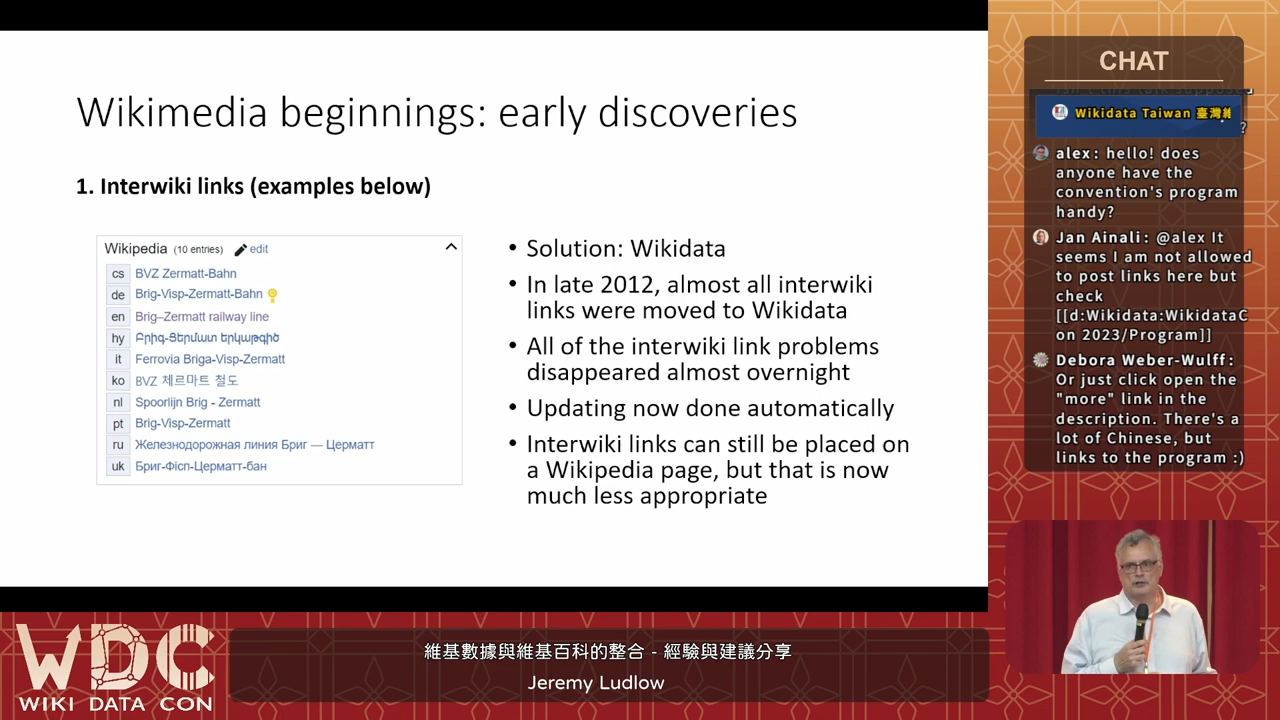 Wikimedia beginnings: early discoveries
1. Interwiki links (examples below)
Wikipedia (10 entries) edit
cs BVZ Zermatt-Bahn
de Brig-Visp-Zermatt-Bahn
en Brig–Zermatt railway line
hy Բրիգ-Ցերմատ երկաթգիծ
it Ferrovia Briga-Visp-Zermatt
ko BVZ 체르마트 철도
nl Spoorlijn Brig - Zermatt
pt Brig-Visp-Zermatt
ru Железнодорожная линия Бриг — Церматт
uk Бриг-Фісп-Церматт-бан
• Solution: Wikidata
• In late 2012, almost all interwiki
links were moved to Wikidata
• All of the interwiki link problems
disappeared almost overnight
• Updating now done automatically
• Interwiki links can still be placed on
a Wikipedia page, but that is now
much less appropriate
CHAT
Wikidata Taiwan 臺灣維
?
alex: hello! does
anyone have the
convention's program
handy?
Jan Ainali: @alex It
seems I am not allowed
to post links here but
check
[[d:Wikidata:WikidataC
on 2023/Program]]
Debora Weber-Wulff:
Or just click open the
"more" link in the
description. There's a
lot of Chinese, but
links to the program :)
WDC
WIKI DATA CON
維基數據與維基百科的整合 - 經驗與建議分享
Jeremy Ludlow